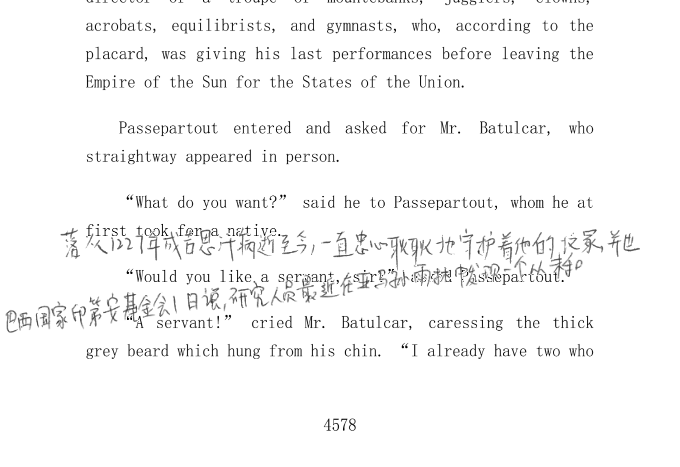 director of a troupe of mountebanks, jugglers, clowns,
acrobats, equilibrists, and gymnasts, who, according to the
placard, was giving his last performances before leaving the
Empire of the Sun for the States of the Union.
Passepartout entered and asked for Mr. Batulcar, who
straightway appeared in person.
“What do you want?” said he to Passepartout, whom he at
first took for a native.
落从1227年成吉思汗病逝至今,一直忠心耿耿地守护着他的陵寝,并也
“Would you like a servant, sir?” asked Passepartout.
巴西国家印第安基金会1日说,研究人员最近在亚马孙雨林中发现一个从未和
“A servant!” cried Mr. Batulcar, caressing the thick
grey beard which hung from his chin. “I already have two who
4578